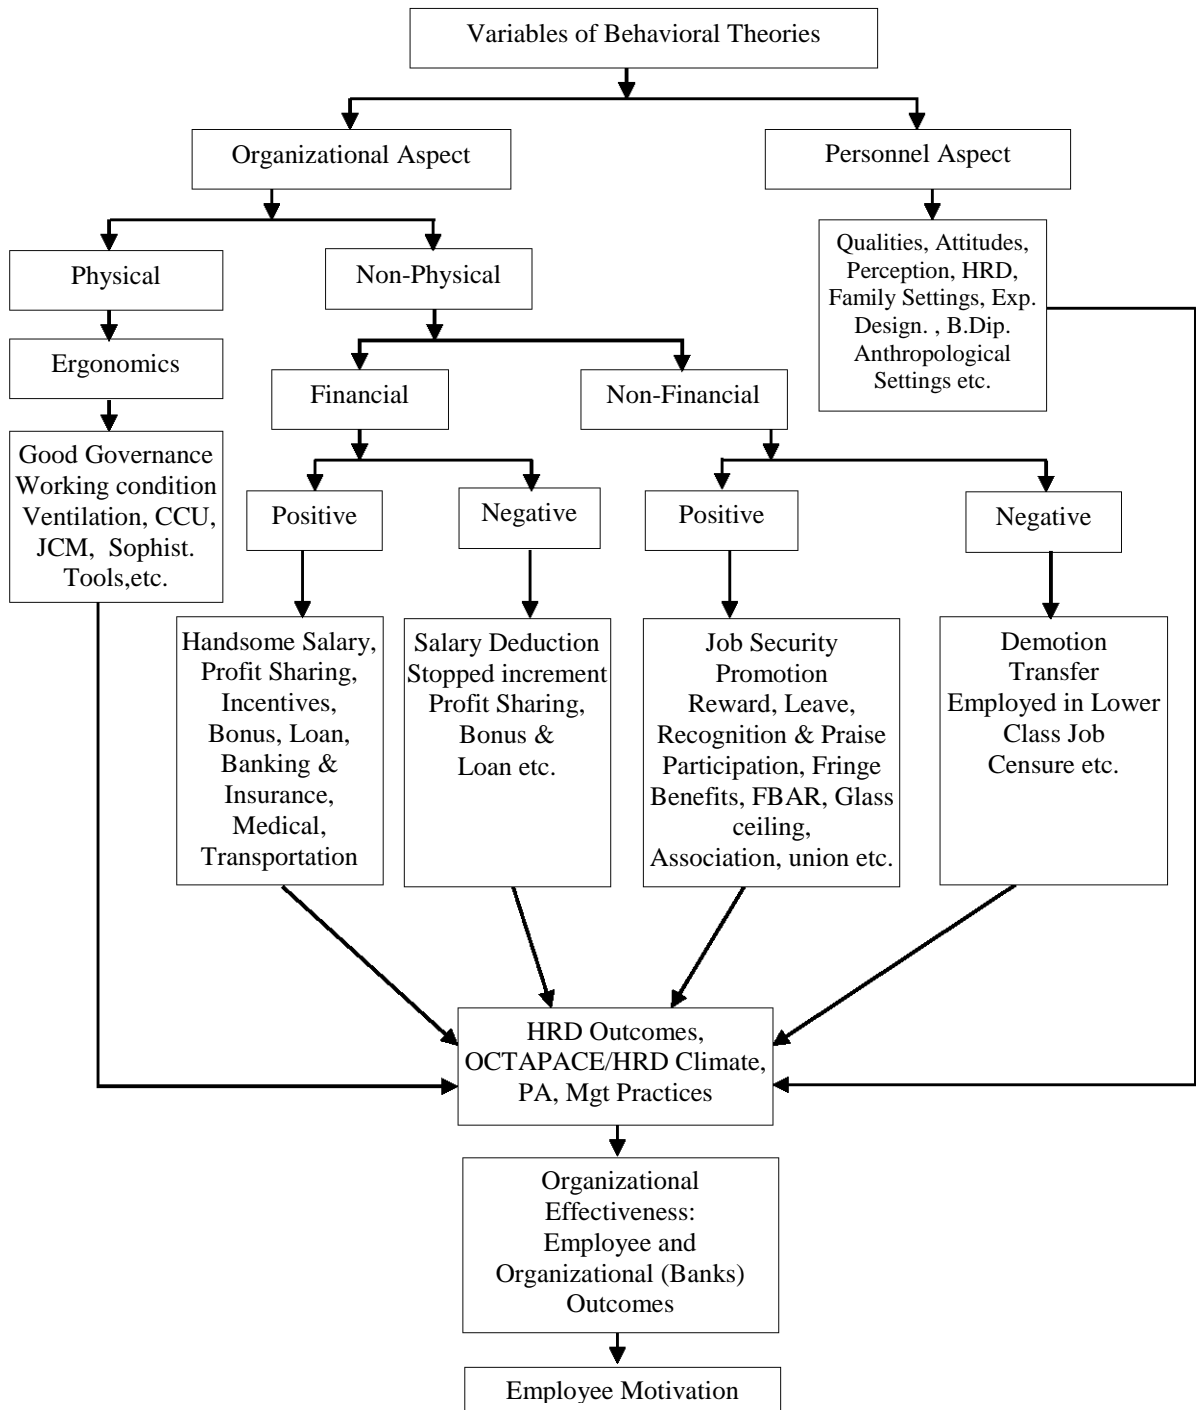 Variables of Behavioral Theories
Organizational Aspect
Personnel Aspect
Physical
Non-Physical
Qualities, Attitudes,
Perception, HRD,
Family Settings, Exp.
Design. , B.Dip.
Anthropological
Settings etc.
Ergonomics
Financial
Non-Financial
Good Governance
Working condition
Ventilation, CCU,
JCM, Sophist.
Tools,etc.
Positive
Negative
Positive
Negative
Handsome Salary,
Profit Sharing,
Incentives,
Bonus, Loan,
Banking &
Insurance,
Medical,
Transportation
Salary Deduction
Stopped increment
Profit Sharing,
Bonus &
Loan etc.
Job Security
Promotion
Reward, Leave,
Recognition & Praise
Participation, Fringe
Benefits, FBAR, Glass
ceiling,
Association, union etc.
Demotion
Transfer
Employed in Lower
Class Job
Censure etc.
HRD Outcomes,
OCTAPACE/HRD Climate,
PA, Mgt Practices
Organizational
Effectiveness:
Employee and
Organizational (Banks)
Outcomes
Employee Motivation